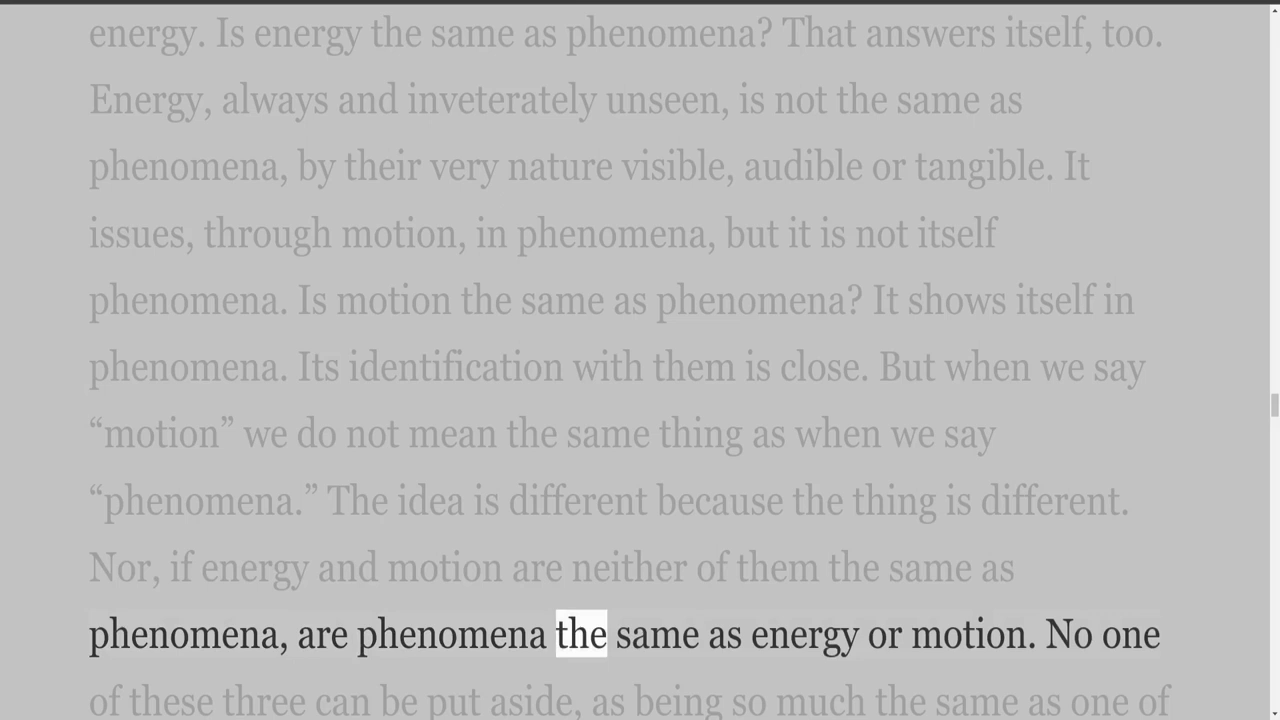 energy. Is energy the same as phenomena? That answers itself, too.
Energy, always and inveterately unseen, is not the same as
phenomena, by their very nature visible, audible or tangible. It
issues, through motion, in phenomena, but it is not itself
phenomena. Is motion the same as phenomena? It shows itself in
phenomena. Its identification with them is close. But when we say
“motion” we do not mean the same thing as when we say
“phenomena.” The idea is different because the thing is different.
Nor, if energy and motion are neither of them the same as
phenomena, are phenomena the same as energy or motion. No one
of these three can be put aside, as being so much the same as one of